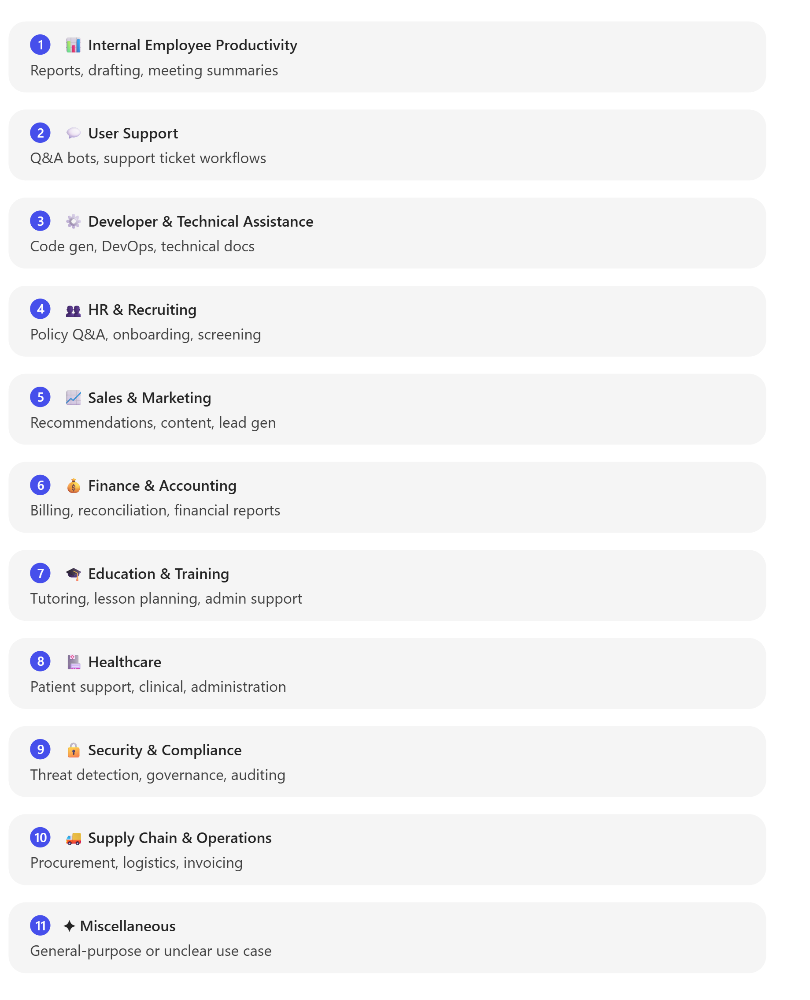 1 Internal Employee Productivity
Reports, drafting, meeting summaries
2 User Support
Q&A bots, support ticket workflows
3 Developer & Technical Assistance
Code gen, DevOps, technical docs
4 HR & Recruiting
Policy Q&A, onboarding, screening
5 Sales & Marketing
Recommendations, content, lead gen
6 Finance & Accounting
Billing, reconciliation, financial reports
7 Education & Training
Tutoring, lesson planning, admin support
8 Healthcare
Patient support, clinical, administration
9 Security & Compliance
Threat detection, governance, auditing
10 Supply Chain & Operations
Procurement, logistics, invoicing
11 Miscellaneous
General-purpose or unclear use case